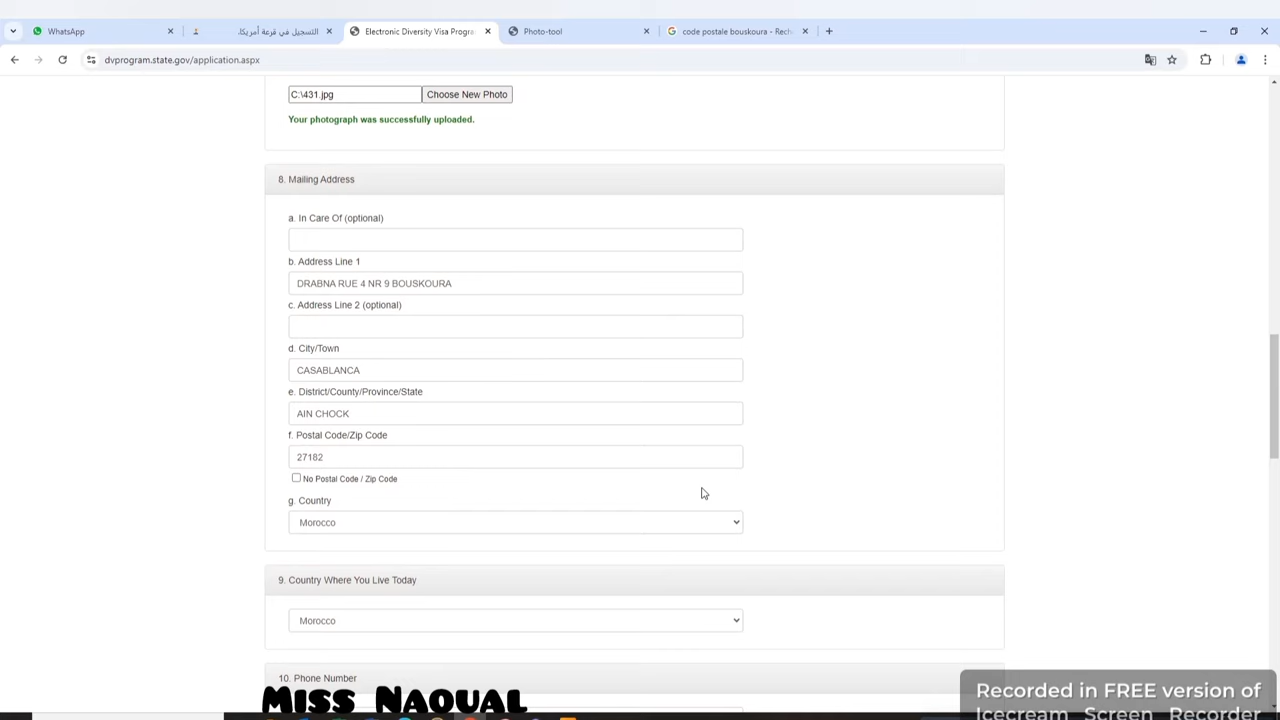 WhatsApp
التسجيل في قرعة أمريكا.
Electronic Diversity Visa Progra
Photo-tool
code postale bouskoura - Rech
dvprogram.state.gov/application.aspx
C:\431.jpg
Choose New Photo
Your photograph was successfully uploaded.
8. Mailing Address
a. In Care Of (optional)
b. Address Line 1
DRABNA RUE 4 NR 9 BOUSKOURA
c. Address Line 2 (optional)
d. City/Town
CASABLANCA
e. District/County/Province/State
AIN CHOCK
f. Postal Code/Zip Code
27182
No Postal Code / Zip Code
g. Country
Morocco
9. Country Where You Live Today
Morocco
10. Phone Number
Miss Naoual
Recorded in FREE version of
Icecream Screen Recorder